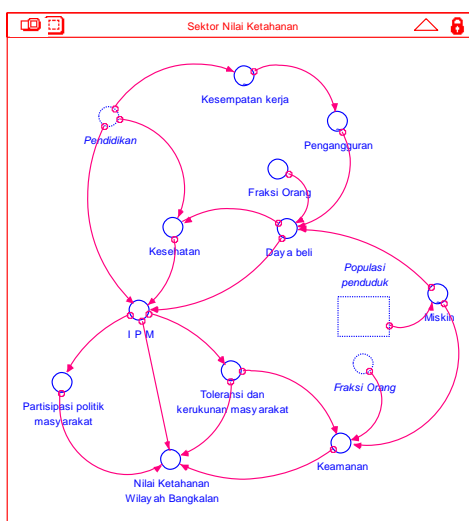 Sektor Nilai Ketahanan
Kesempatan kerja
Pendidikan
Pengangguran
Fraksi Orang
Kesehatan
Daya beli
Populasi
penduduk
Miskin
I P M
Fraksi Orang
Partisipasi politik
masyarakat
Toleransi dan
kerukunan masyarakat
Keamanan
Nilai Ketahanan
Wilayah Bangkalan